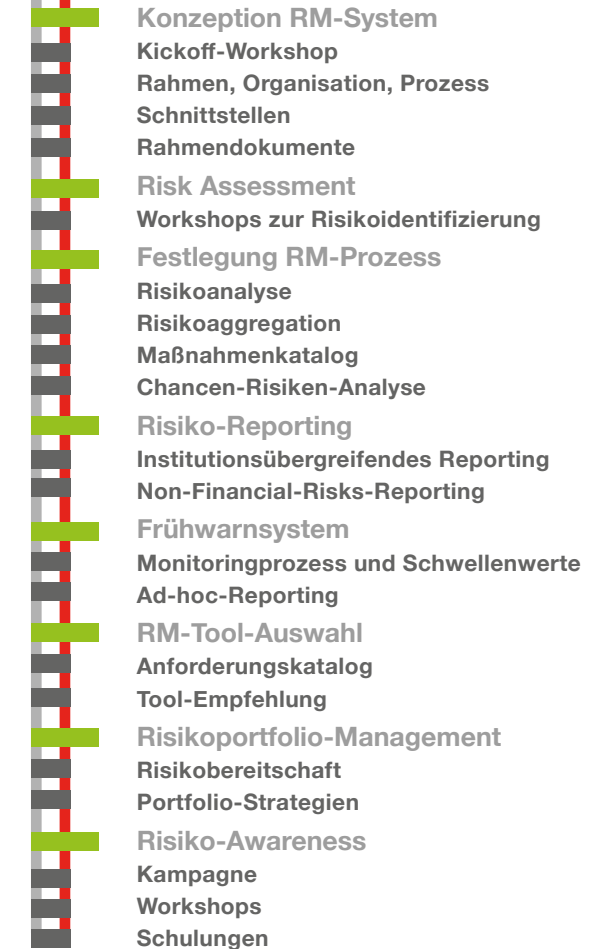 Konzeption RM-System
Kickoff-Workshop
Rahmen, Organisation, Prozess
Schnittstellen
Rahmendokumente
Risk Assessment
Workshops zur Risikoidentifizierung
Festlegung RM-Prozess
Risikoanalyse
Risikoaggregation
Maßnahmenkatalog
Chancen-Risiken-Analyse
Risiko-Reporting
Institutionsübergreifendes Reporting
Non-Financial-Risks-Reporting
Frühwarnsystem
Monitoringprozess und Schwellenwerte
Ad-hoc-Reporting
RM-Tool-Auswahl
Anforderungskatalog
Tool-Empfehlung
Risikoportfolio-Management
Risikobereitschaft
Portfolio-Strategien
Risiko-Awareness
Kampagne
Workshops
Schulungen